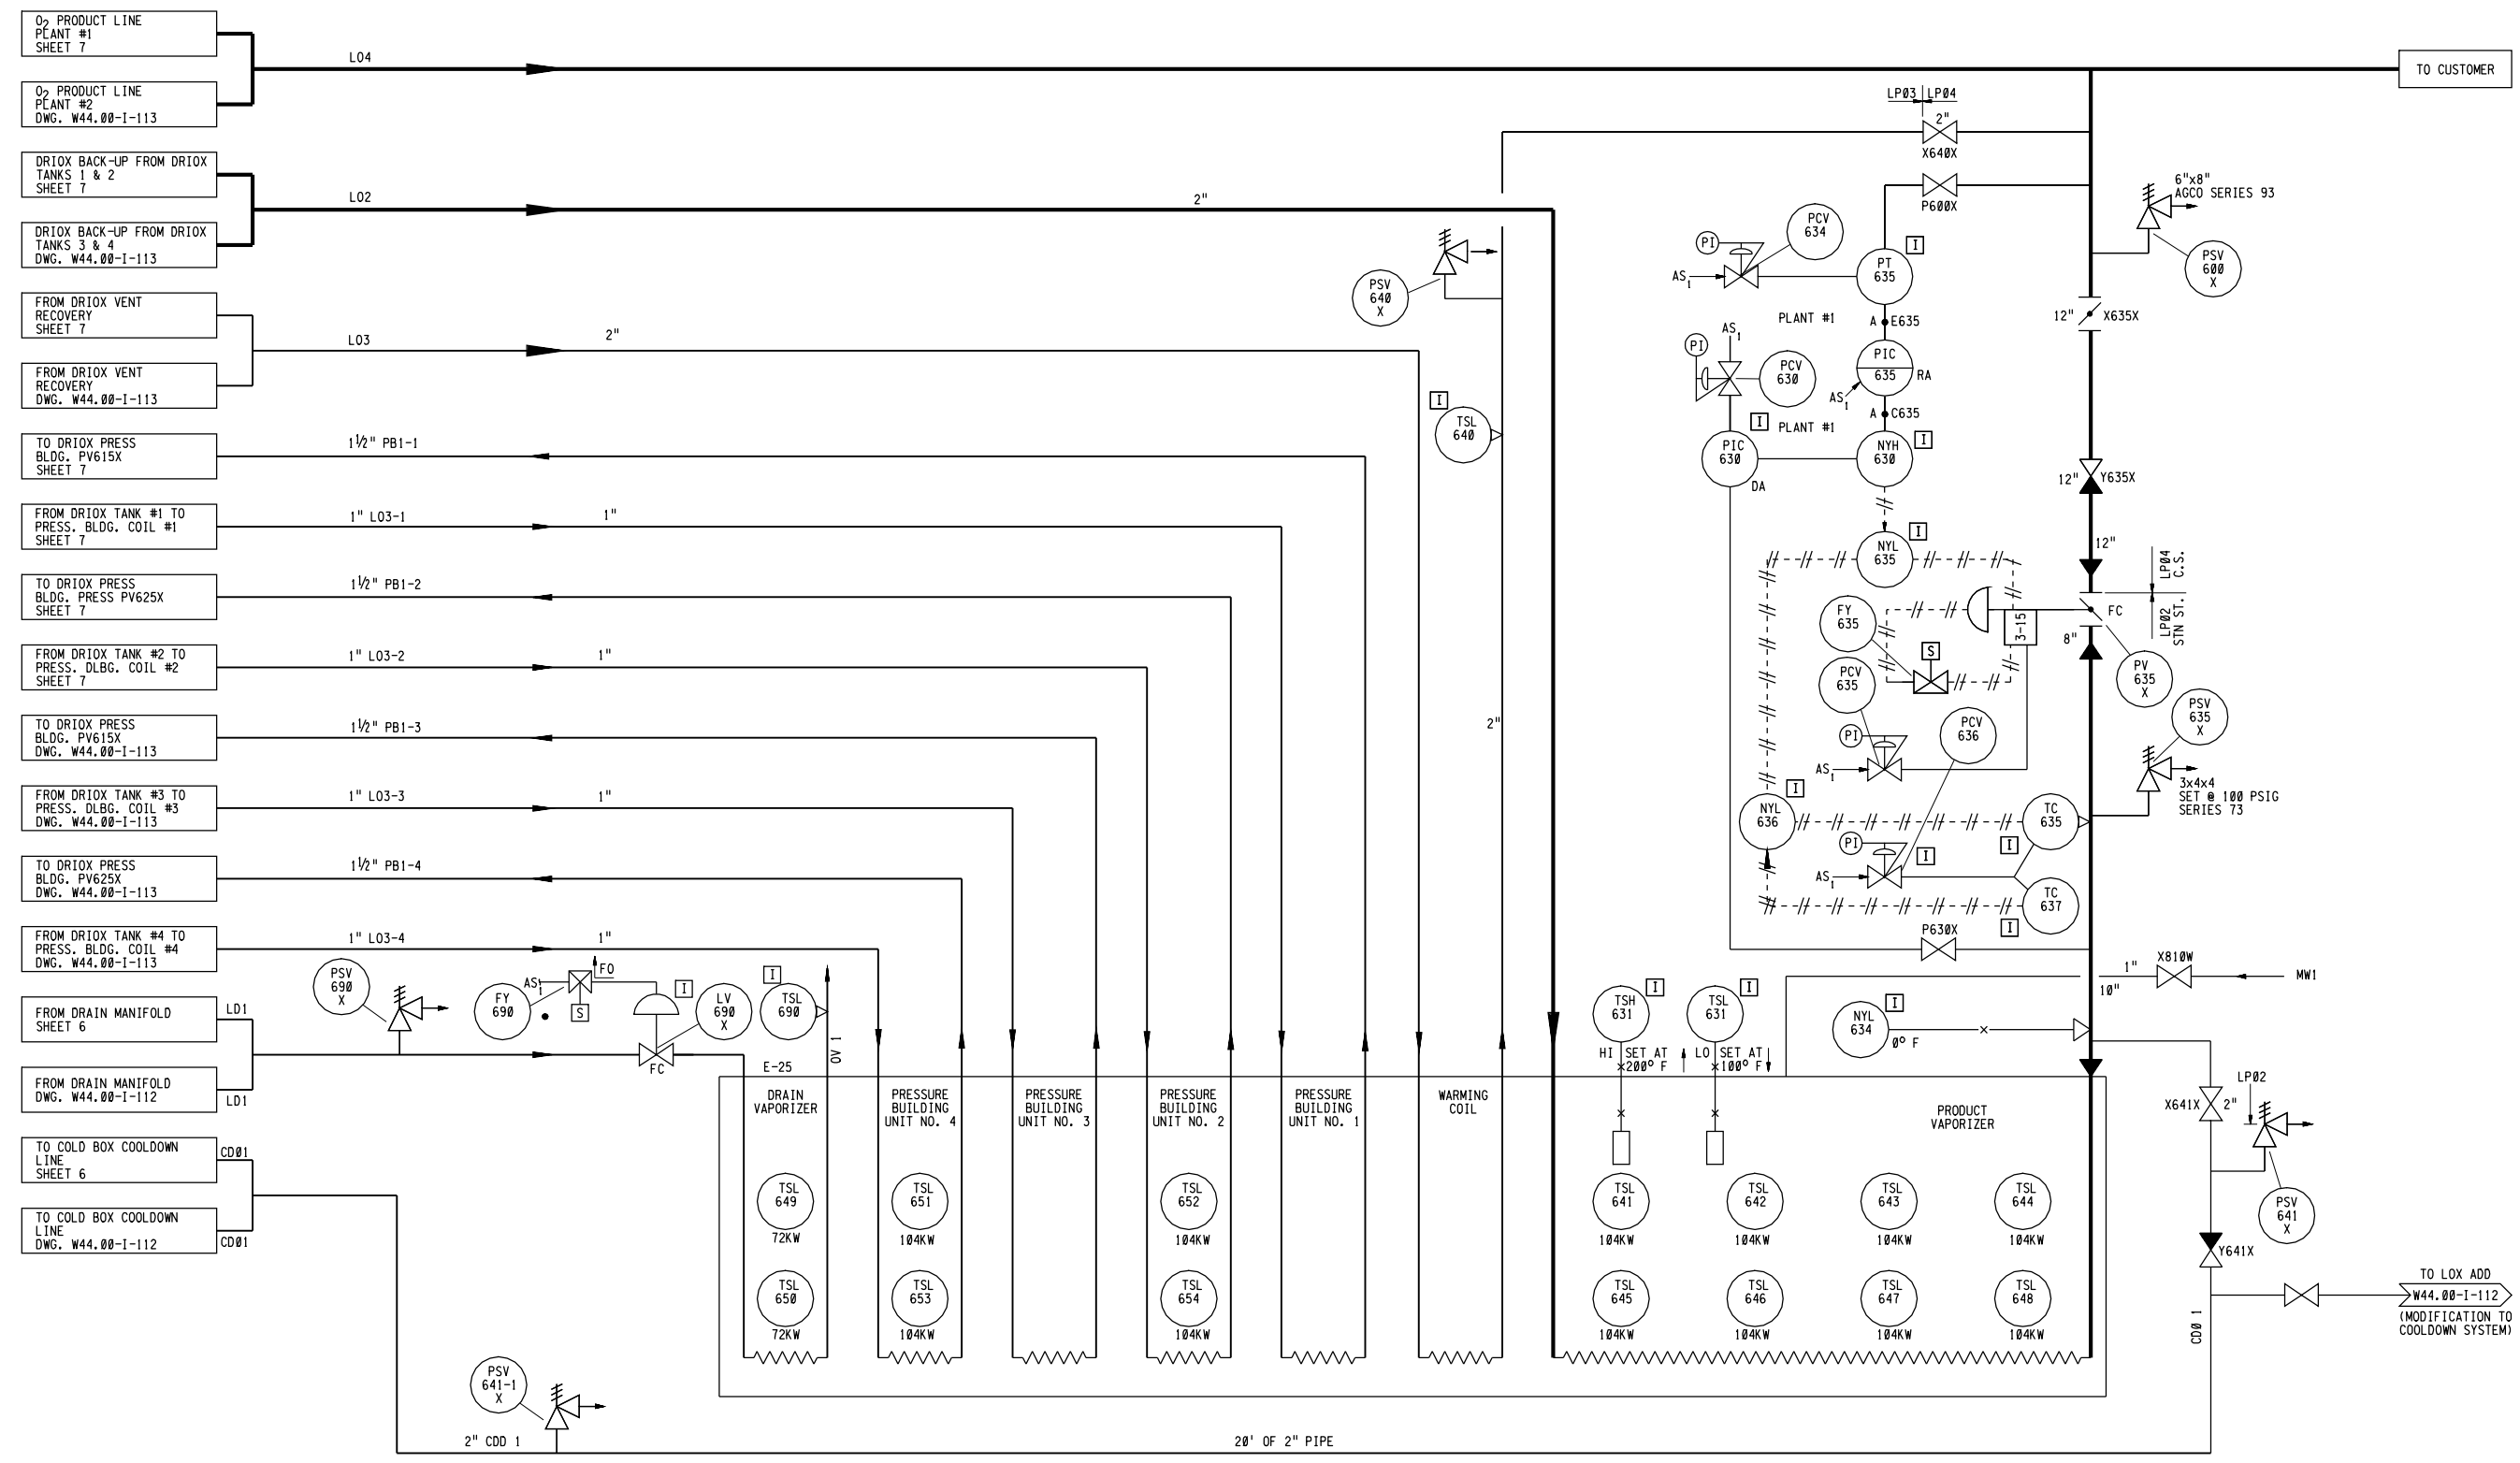 O2 PRODUCT LINE
PLANT #1
SHEET 7
O2 PRODUCT LINE
PLANT #2
DWG. W44.00-I-113
DRIOX BACK-UP FROM DRIOX
TANKS 1 & 2
SHEET 7
DRIOX BACK-UP FROM DRIOX
TANKS 3 & 4
DWG. W44.00-I-113
FROM DRIOX VENT
RECOVERY
SHEET 7
FROM DRIOX VENT
RECOVERY
DWG. W44.00-I-113
TO DRIOX PRESS
BLDG. PV615X
SHEET 7
FROM DRIOX TANK #1 TO
PRESS. BLDG. COIL #1
SHEET 7
TO DRIOX PRESS
BLDG. PRESS PV625X
SHEET 7
FROM DRIOX TANK #2 TO
PRESS. DLBG. COIL #2
SHEET 7
TO DRIOX PRESS
BLDG. PV615X
DWG. W44.00-I-113
FROM DRIOX TANK #3 TO
PRESS. DLBG. COIL #3
DWG. W44.00-I-113
TO DRIOX PRESS
BLDG. PV625X
DWG. W44.00-I-113
FROM DRIOX TANK #4 TO
PRESS. BLDG. COIL #4
DWG. W44.00-I-113
FROM DRAIN MANIFOLD
SHEET 6
FROM DRAIN MANIFOLD
DWG. W44.00-I-112
TO COLD BOX COOLDOWN
LINE
SHEET 6
TO COLD BOX COOLDOWN
LINE
DWG. W44.00-I-112
LO4
LO2
2"
LO3
2"
1½" PB1-1
1" LO3-1
1"
1½" PB1-2
1" LO3-2
1"
1½" PB1-3
1" LO3-3
1"
1½" PB1-4
1" LO3-4
1"
LD1
LD1
CD01
CD01
PSV
690
X
AS1
FO
FY
690
S
I
LV
690
X
FC
I
TSL
690
OV 1
E-25
DRAIN
VAPORIZER
PRESSURE
BUILDING
UNIT NO. 4
PRESSURE
BUILDING
UNIT NO. 3
PRESSURE
BUILDING
UNIT NO. 2
PRESSURE
BUILDING
UNIT NO. 1
WARMING
COIL
PRODUCT
VAPORIZER
TSL
649
72KW
TSL
651
104KW
TSL
652
104KW
TSL
641
104KW
TSL
642
104KW
TSL
643
104KW
TSL
644
104KW
TSL
650
72KW
TSL
653
104KW
TSL
654
104KW
TSL
645
104KW
TSL
646
104KW
TSL
647
104KW
TSL
648
104KW
PSV
641-1
X
2" CDD 1
20' OF 2" PIPE
TO CUSTOMER
LP03
LP04
2"
X640X
P600X
PSV
640
X
I
TSL
640
2"
PI
PCV
634
AS1
I
PT
635
PLANT #1
A
E635
AS1
PI
PCV
630
PIC
635
RA
AS1
A
C635
I
PLANT #1
PIC
630
DA
NYH
630
I
NYL
635
I
FY
635
S
3-15
PCV
635
PCV
636
PI
AS1
NYL
636
I
PI
I
AS1
TC
635
I
TC
637
I
P630X
6"x8"
AGCO SERIES 93
PSV
600
X
12"
X635X
12"
Y635X
12"
LP04
C.S.
LP02
STN ST.
FC
8"
PV
635
X
PSV
635
X
3x4x4
SET @ 100 PSIG
SERIES 73
X810W
1"
MW1
10"
TSH
631
I
HI
SET AT
200° F
TSL
631
I
LO
SET AT
100° F
NYL
634
I
0° F
X641X
2"
LP02
PSV
641
X
Y641X
CD0 1
TO LOX ADD
W44.00-I-112
(MODIFICATION TO
COOLDOWN SYSTEM)